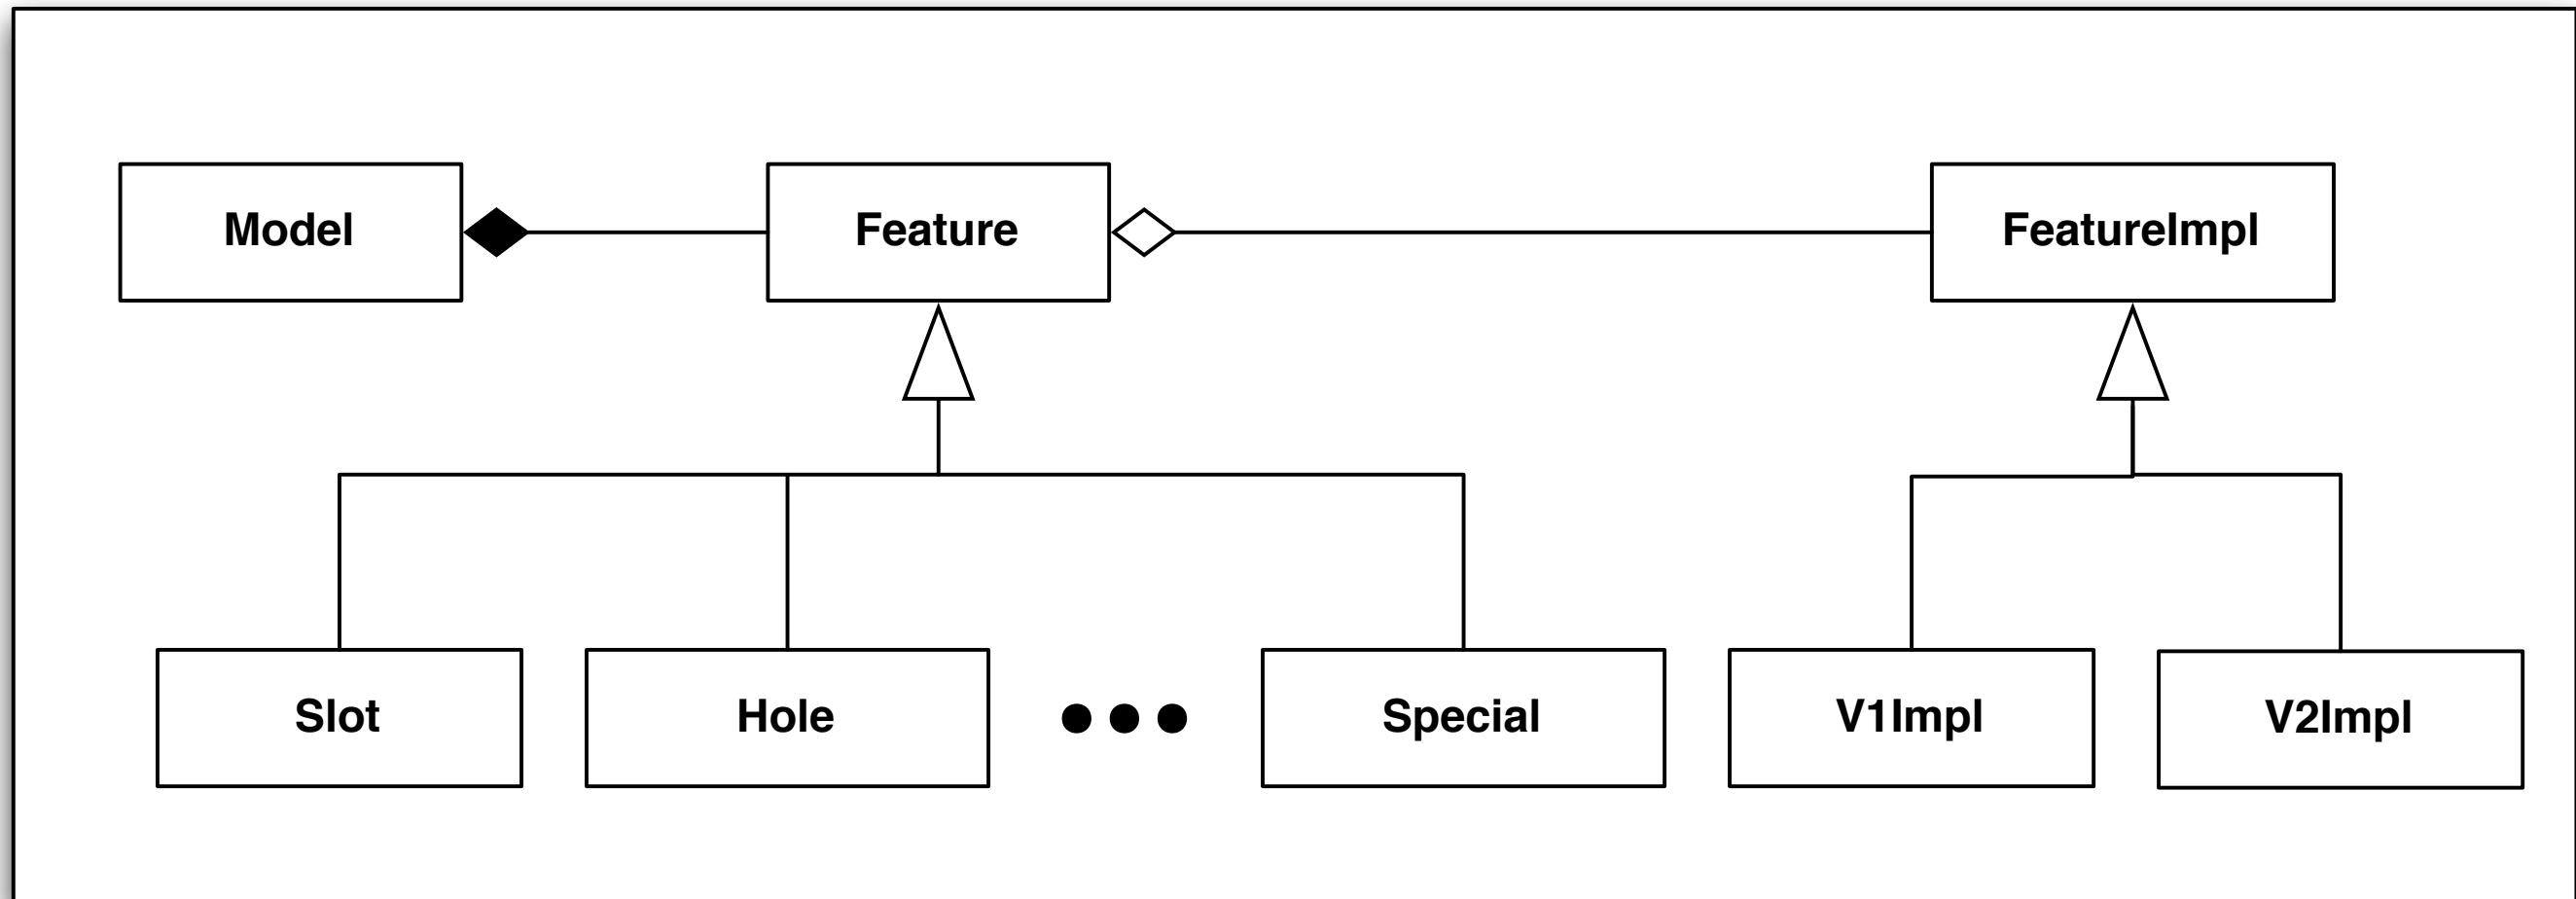 Model
Feature
FeatureImpl
Slot
Hole
Special
V1Impl
V2Impl